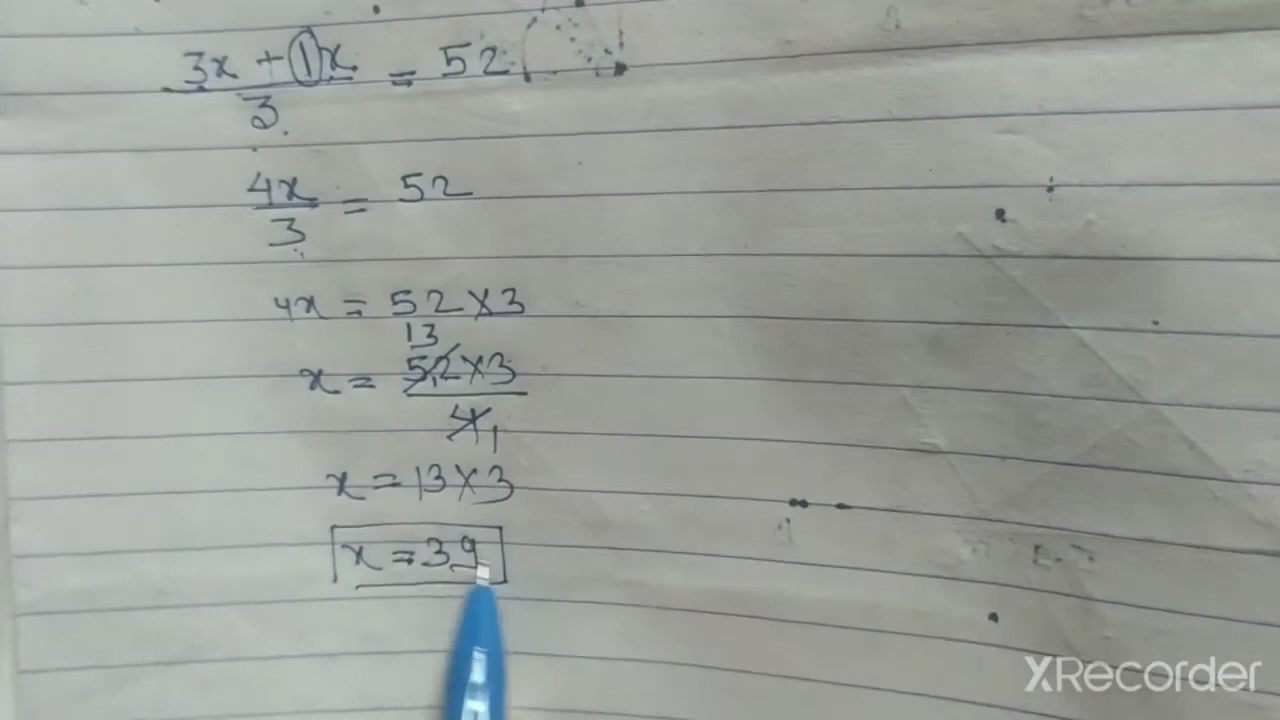 3x + 1x = 52
3
4x = 52
3
4x = 52 × 3
13
x = 52 × 3
4 1
x = 13 × 3
x = 39
XRecorder